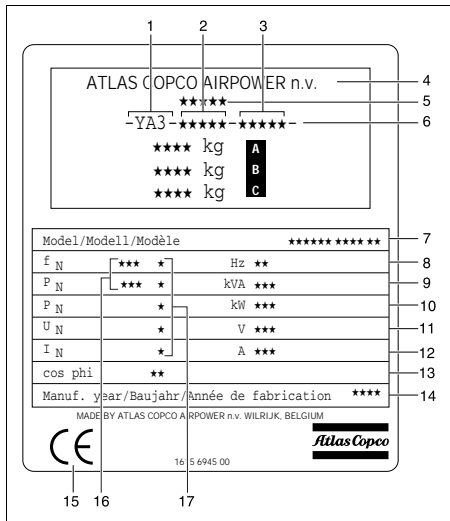 1 2 3
ATLAS COPCO AIRPOWER n.v. 4
***** 5
-YA3-*****-*****- 6
**** kg A
**** kg B
**** kg C
Model/Modell/Modèle ****** **** ** 7
f N *** * Hz ** 8
P N *** * kVA *** 9
P N * kW *** 10
U N * V *** 11
I N * A *** 12
cos phi ** 13
Manuf. year/Baujahr/Année de fabrication **** 14
MADE BY ATLAS COPCO AIRPOWER n.v. WILRIJK, BELGIUM
CE Atlas Copco
1615 6945 00
15 16 17